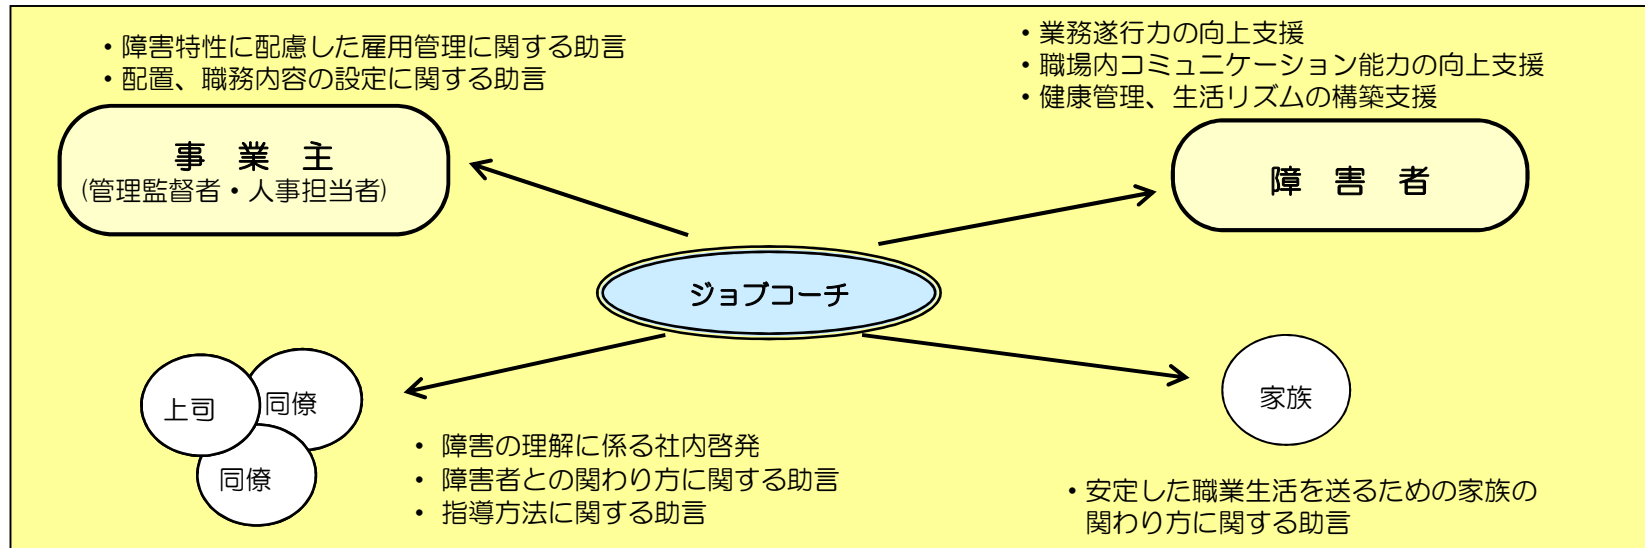 ・障害特性に配慮した雇用管理に関する助言
・配置、職務内容の設定に関する助言
事　業　主
(管理監督者・人事担当者)
・業務遂行力の向上支援
・職場内コミュニケーション能力の向上支援
・健康管理、生活リズムの構築支援
障　害　者
ジョブコーチ
上司
同僚
同僚
・ 障害の理解に係る社内啓発
・ 障害者との関わり方に関する助言
・ 指導方法に関する助言
家族
・安定した職業生活を送るための家族の
関わり方に関する助言